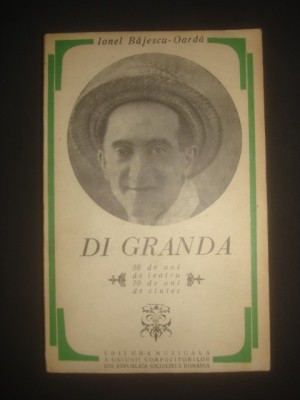 Ionel Băjescu-Oardă
DI GRANDA
50 de ani
de teatru
70 de ani
de cîntec
EDITURA MUZICALĂ
A UNIUNII COMPOZITORILOR
DIN REPUBLICA SOCIALISTĂ ROMÂNIA